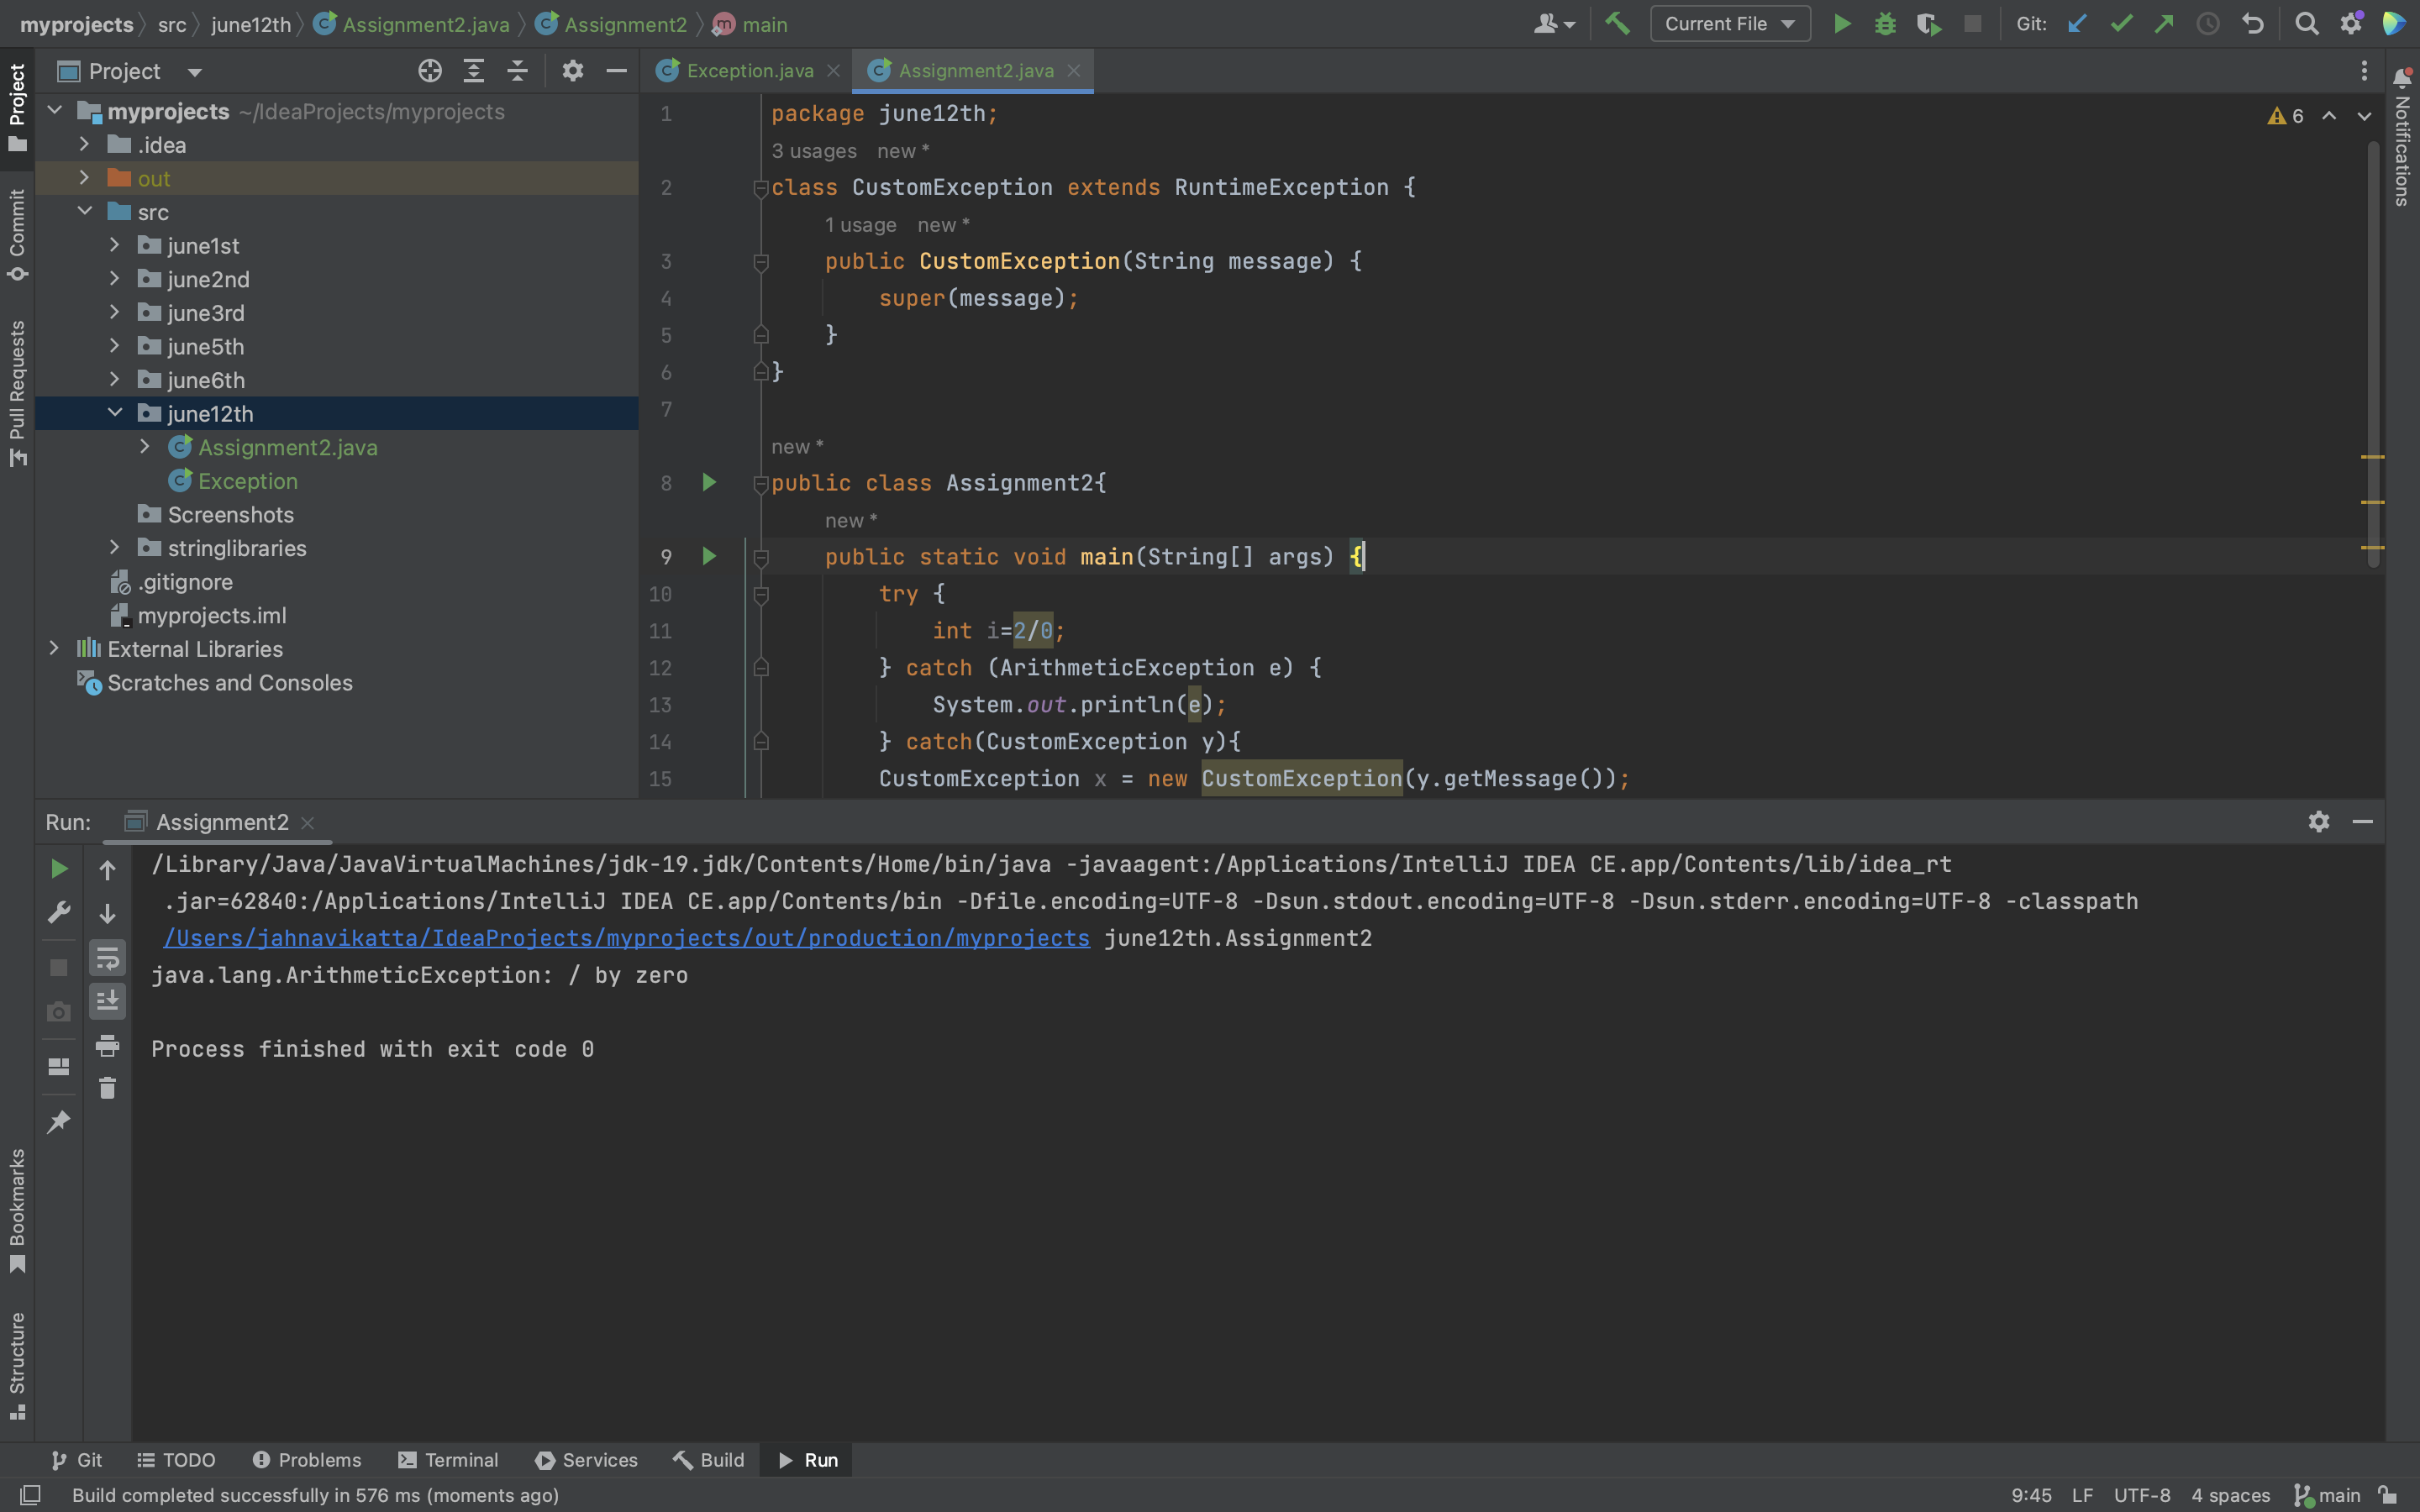 myprojects src june12th Assignment2.java Assignment2 m main Current File Git:
Project
Exception.java Assignment2.java
myprojects ~/IdeaProjects/myprojects
.idea
out
src
june1st
june2nd
june3rd
june5th
june6th
june12th
Assignment2.java
Exception
Screenshots
stringlibraries
.gitignore
myprojects.iml
External Libraries
Scratches and Consoles
6
1 package june12th;
3 usages new *
2 class CustomException extends RuntimeException {
1 usage new *
3 public CustomException(String message) {
4 super(message);
5 }
6 }
7
new *
8 public class Assignment2{
new *
9 public static void main(String[] args) {
10 try {
11 int i=2/0;
12 } catch (ArithmeticException e) {
13 System.out.println(e);
14 } catch(CustomException y){
15 CustomException x = new CustomException(y.getMessage());
Run: Assignment2
/Library/Java/JavaVirtualMachines/jdk-19.jdk/Contents/Home/bin/java -javaagent:/Applications/IntelliJ IDEA CE.app/Contents/lib/idea_rt
.jar=62840:/Applications/IntelliJ IDEA CE.app/Contents/bin -Dfile.encoding=UTF-8 -Dsun.stdout.encoding=UTF-8 -Dsun.stderr.encoding=UTF-8 -classpath
/Users/jahnavikatta/IdeaProjects/myprojects/out/production/myprojects june12th.Assignment2
java.lang.ArithmeticException: / by zero
Process finished with exit code 0
Project
Commit
Pull Requests
Bookmarks
Structure
Notifications
Git TODO Problems Terminal Services Build Run
Build completed successfully in 576 ms (moments ago) 9:45 LF UTF-8 4 spaces main